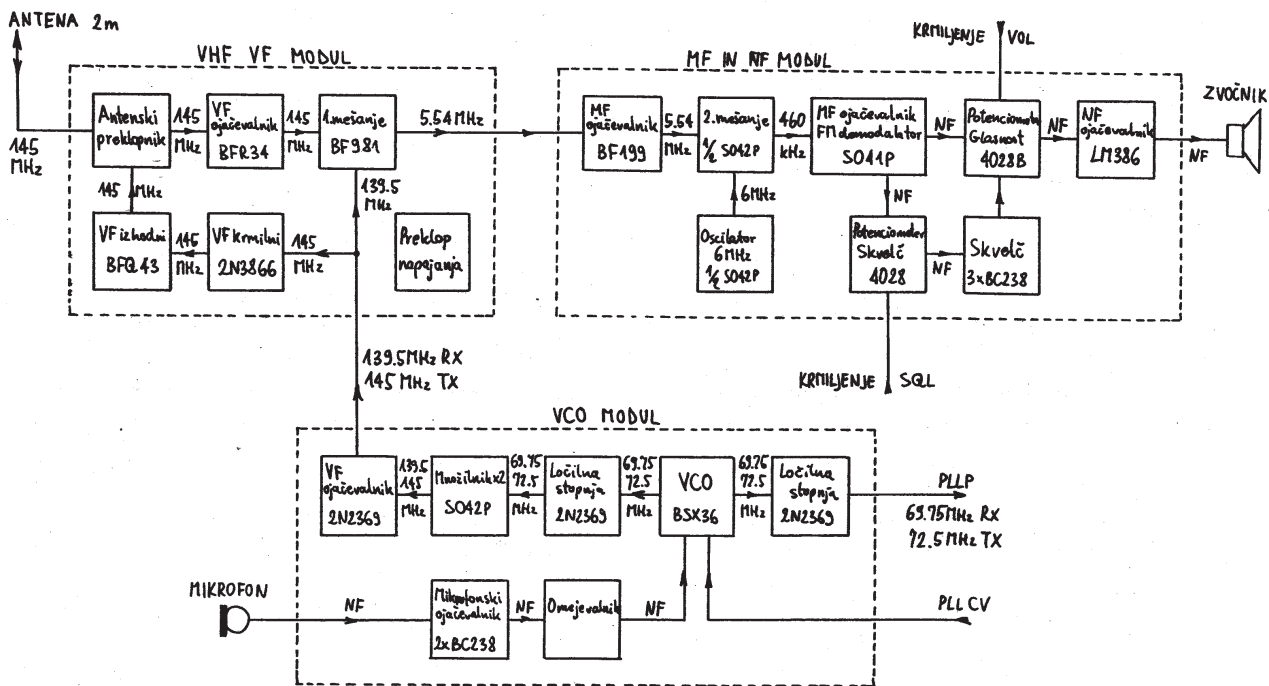 ANTENA 2m
VHF VF MODUL
145
MHz
Antenski
preklopnik
145
MHz
VF
ojačevalnik
BFR34
145
MHz
1.mešanje
BF981
5.54MHz
145 MHz
139.5
MHz
VF izhodni
BFQ43
145
MHz
VF krmilni
2N3866
145
MHz
Preklop
napajanja
MF IN NF MODUL
KRMILJENJE
VOL
ZVOČNIK
MF
ojačevalnik
BF199
5.54
MHz
2.mešanje
1/2 SO42P
460
kHz
MF ojačevalnik
FM demodulator
SO41P
NF
Potenciometer
Glasnost
4028B
NF
NF
ojačevalnik
LM386
NF
6MHz
NF
Oscilator
6MHz
1/2 SO42P
Potenciometer
Skvelč
4028
NF
Skvelč
3xBC238
KRMILJENJE
SQL
139.5MHz RX
145 MHz TX
VCO MODUL
VF
ojačevalnik
2N2369
139.5
145
MHz
Množilnik x2
SO42P
69.75
72.5
MHz
Ločilna
stopnja
2N2369
69.75
72.5
MHz
VCO
BSX36
69.75
72.5
MHz
Ločilna
stopnja
2N2369
PLLP
69.75MHz RX
72.5MHz TX
MIKROFON
NF
Mikrofonski
ojačevalnik
2xBC238
NF
Omejevalnik
NF
PLL CV